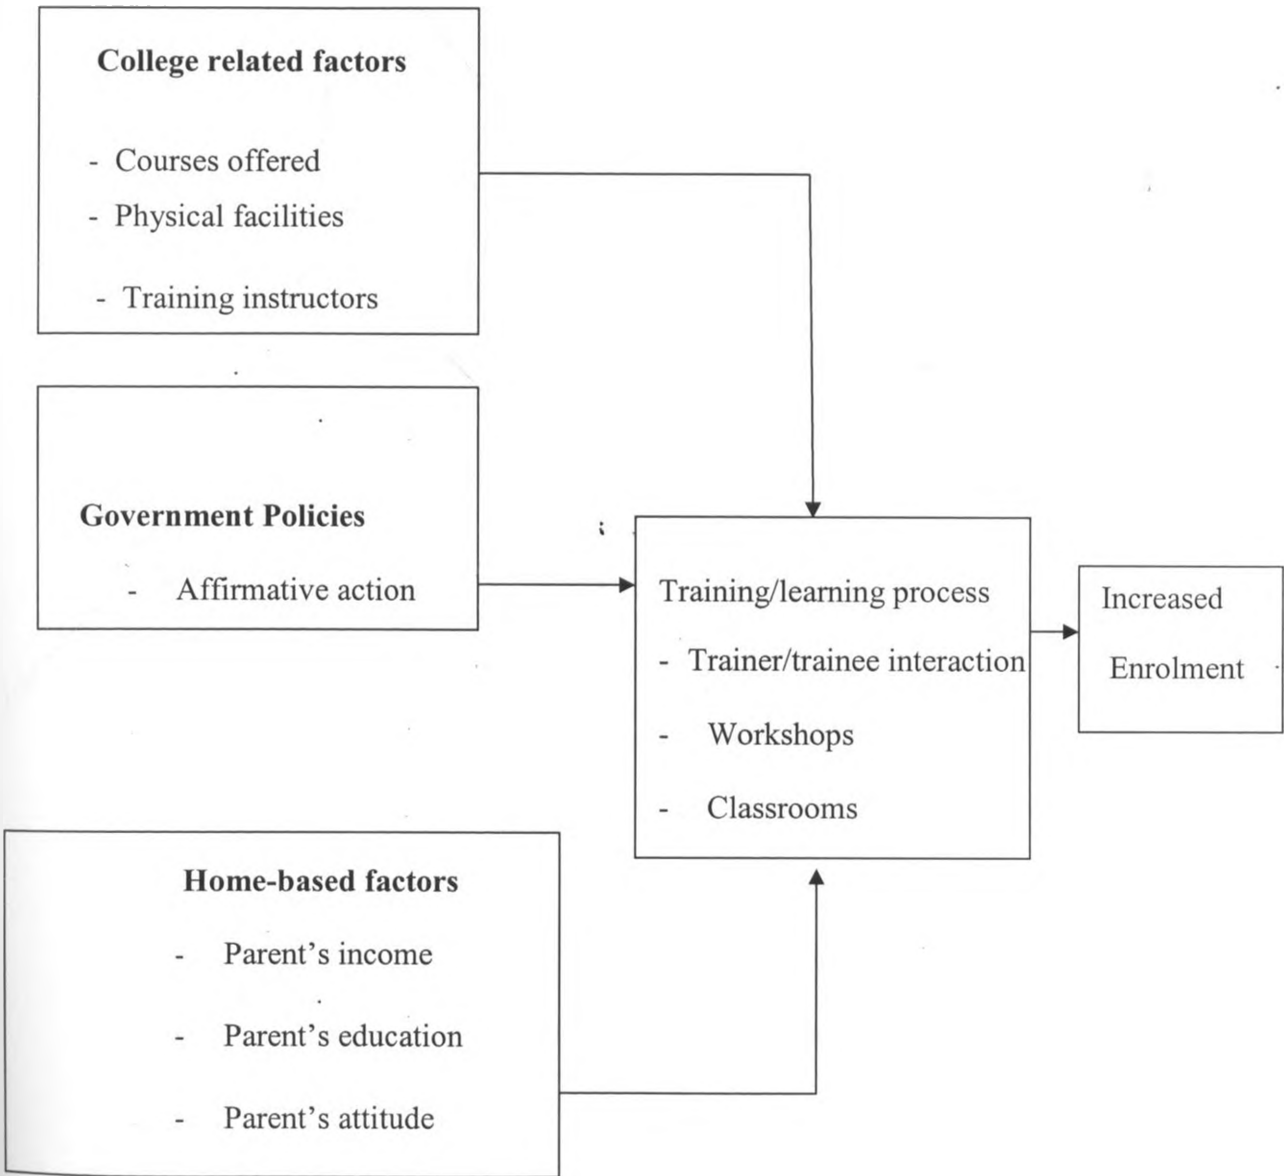 College related factors
- Courses offered
- Physical facilities
- Training instructors
Government Policies
- Affirmative action
Training/learning process
- Trainer/trainee interaction
- Workshops
- Classrooms
Increased
Enrolment
Home-based factors
- Parent's income
- Parent's education
- Parent's attitude